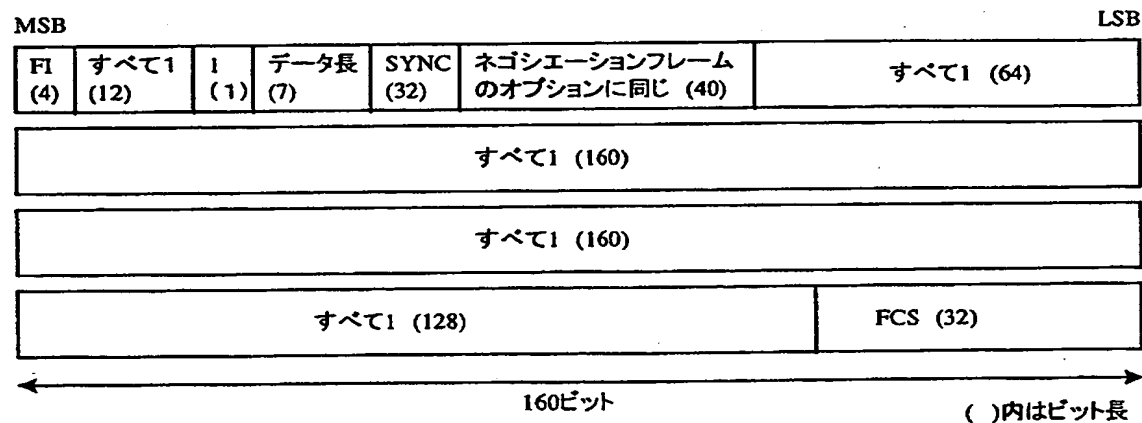 MSB
LSB
FI
(4)
すべて1
(12)
1
(1)
データ長
(7)
SYNC
(32)
ネゴシエーションフレーム
のオプションに同じ (40)
すべて1 (64)
すべて1 (160)
すべて1 (160)
すべて1 (128)
FCS (32)
160ビット
( )内はビット長